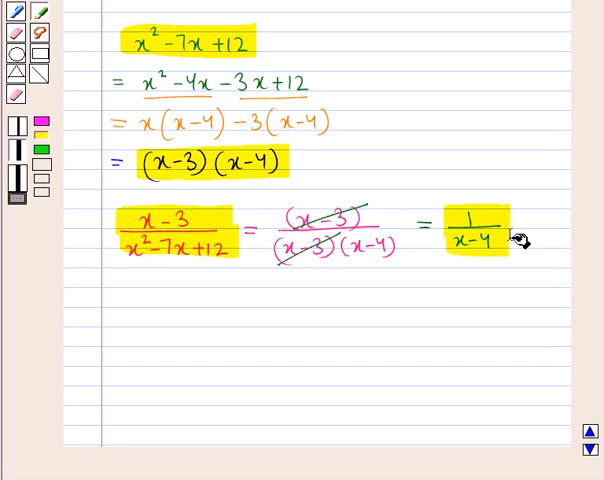 x² - 7x + 12
= x² - 4x - 3x + 12
= x(x-4) - 3(x-4)
= (x-3)(x-4)
x-3 / x²-7x+12 = (x-3) / (x-3)(x-4) = 1 / x-4